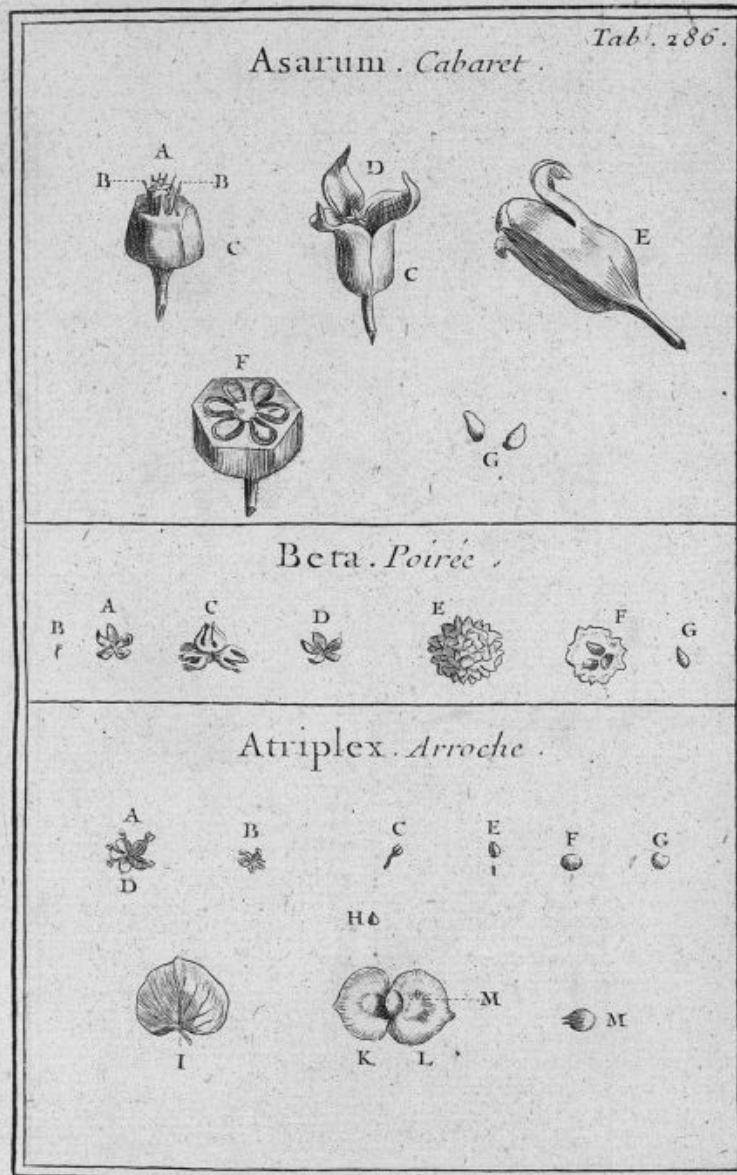 Tab. 286.
Asarum. Cabaret.
A
B B
C
D
C
E
F
G
Beta. Poirée.
B A C D E F G
Atriplex. Arroche.
A B C E F G
D
H
I
K L
M
M